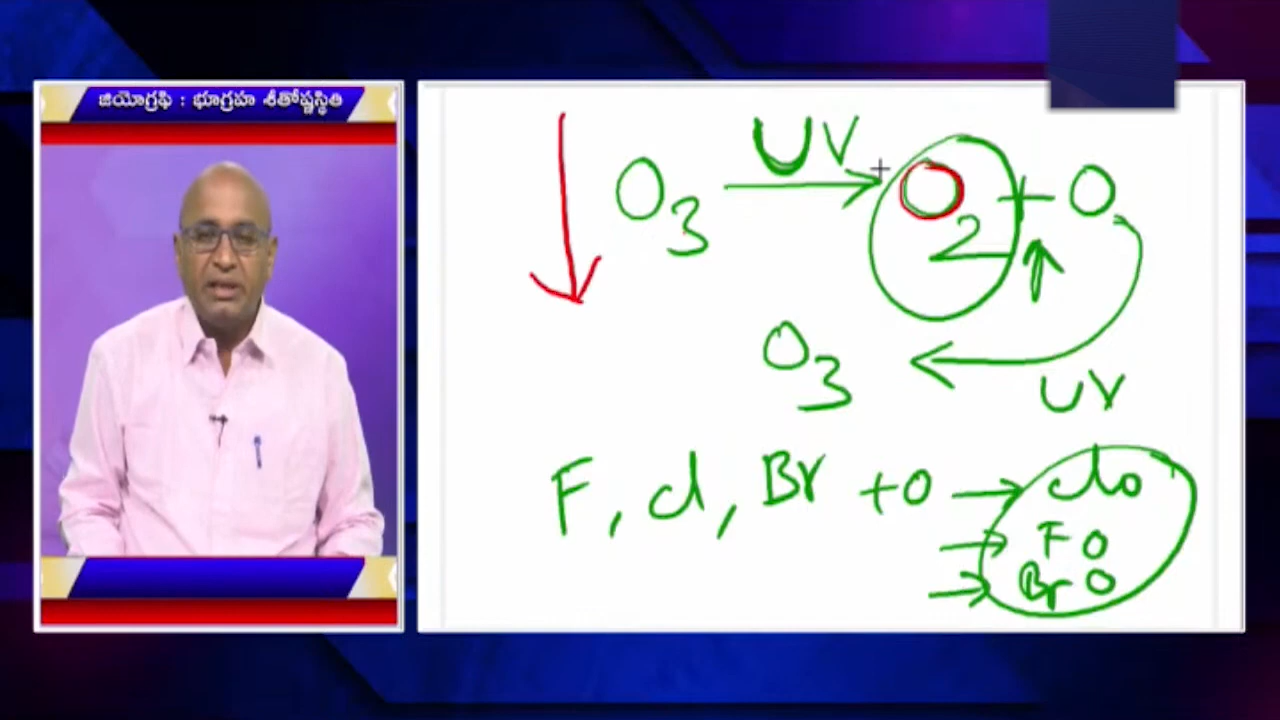 జియోగ్రఫి : భూగ్రహ శీతోష్ణస్థితి
UV
O3 O2 + O
O3
UV
F, Cl, Br + O → ClO
→ FO
→ BrO